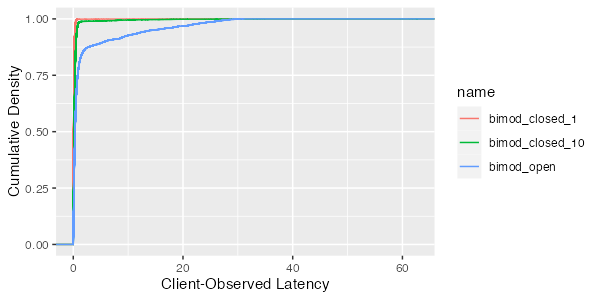 1.00
0.75
0.50
0.25
0.00
0
20
40
60
Client-Observed Latency
Cumulative Density
name
bimod_closed_1
bimod_closed_10
bimod_open